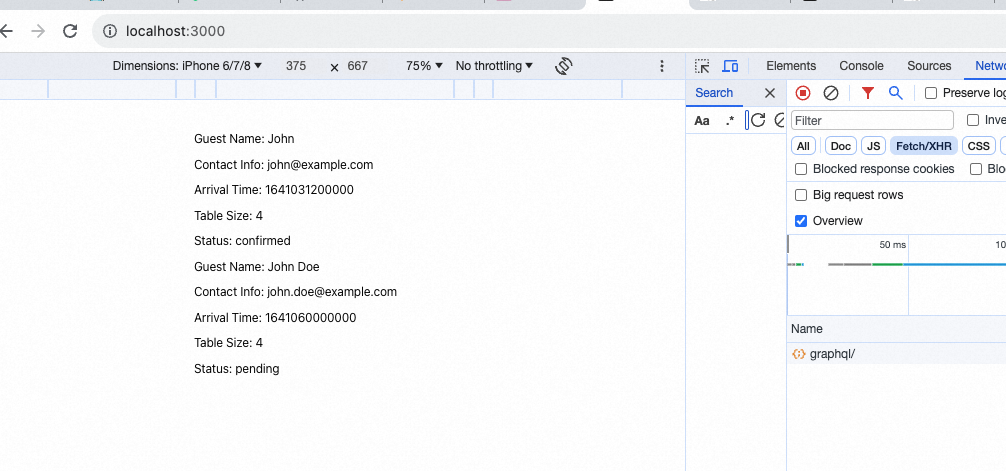 localhost:3000
Dimensions: iPhone 6/7/8 375 × 667 75% No throttling
Elements Console Sources Netwo
Search
Preserve log
Aa .*
Filter
Inve
All Doc JS Fetch/XHR CSS
Blocked response cookies Blo
Big request rows
Overview
50 ms 10
Name
graphql/
Guest Name: John
Contact Info: john@example.com
Arrival Time: 1641031200000
Table Size: 4
Status: confirmed
Guest Name: John Doe
Contact Info: john.doe@example.com
Arrival Time: 1641060000000
Table Size: 4
Status: pending